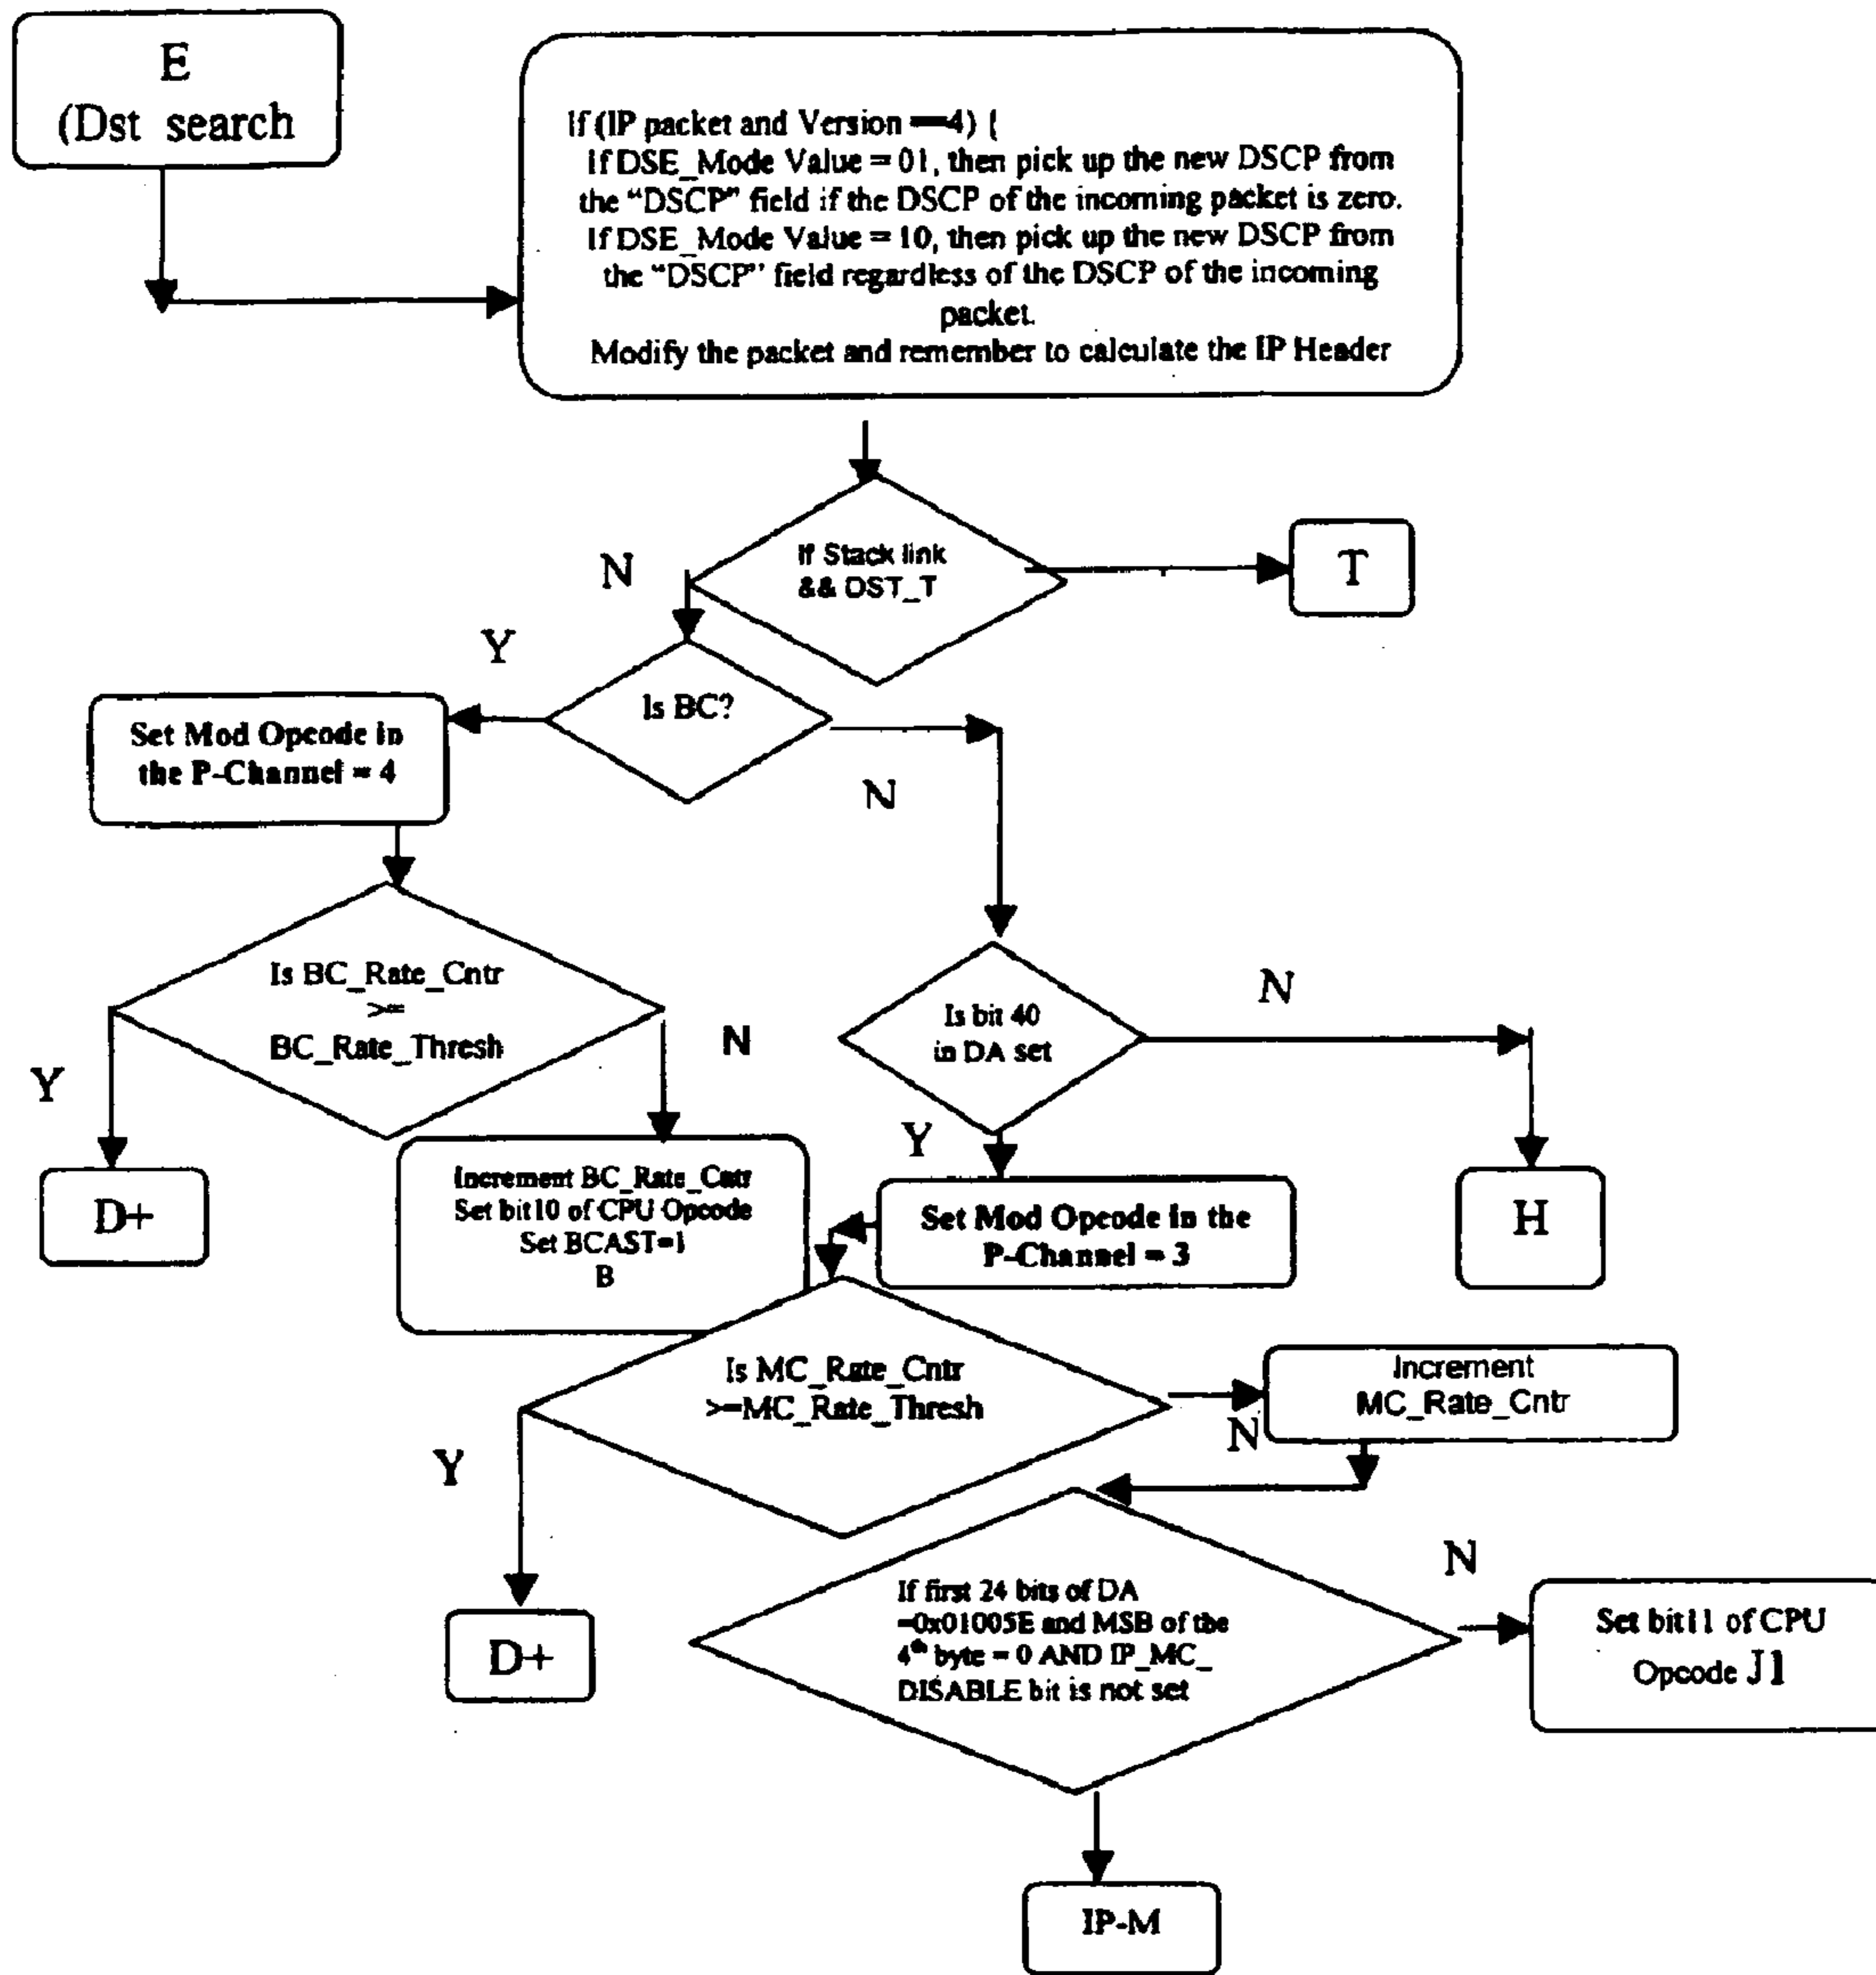 E
(Dst search
If (IP packet and Version ==4) {
If DSE_Mode Value = 01, then pick up the new DSCP from
the “DSCP” field if the DSCP of the incoming packet is zero.
If DSE_Mode Value = 10, then pick up the new DSCP from
the “DSCP” field regardless of the DSCP of the incoming
packet.
Modify the packet and remember to calculate the IP Header
If Stack link
&& DST_T
T
N
Y
Is BC?
Set Mod Opcode in
the P-Channel = 4
N
Is BC_Rate_Cntr
>=
BC_Rate_Thresh
N
Is bit 40
in DA set
N
Y
Y
D+
Increment BC_Rate_Cntr
Set bit10 of CPU Opcode
Set BCAST=1
B
Set Mod Opcode in the
P-Channel = 3
H
Is MC_Rate_Cntr
>=MC_Rate_Thresh
Increment
MC_Rate_Cntr
N
Y
If first 24 bits of DA
=0x01005E and MSB of the
4th byte = 0 AND IP_MC_
DISABLE bit is not set
N
Set bit11 of CPU
Opcode J1
D+
IP-M